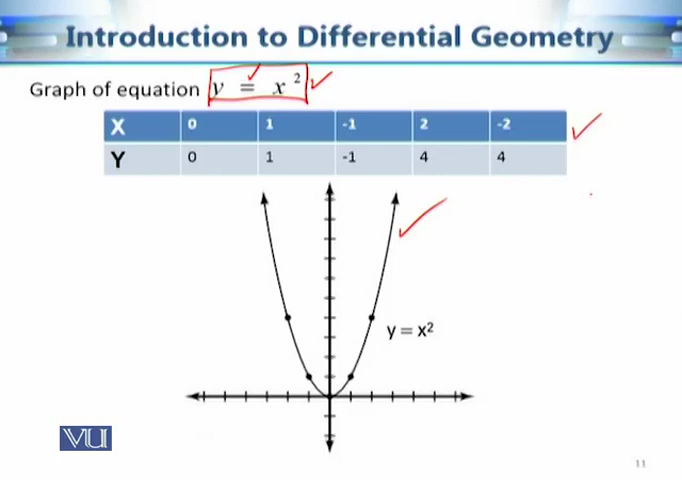 Introduction to Differential Geometry
Graph of equation y = x²
X 0 1 -1 2 -2
Y 0 1 -1 4 4
y = x²
VU
11